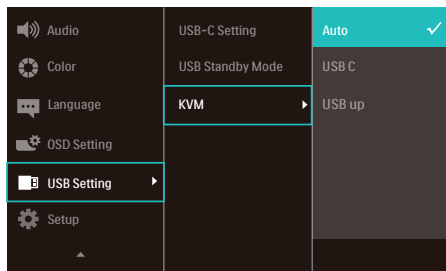 Audio
Color
Language
OSD Setting
USB Setting
Setup
USB-C Setting
USB Standby Mode
KVM
Auto
USB C
USB up